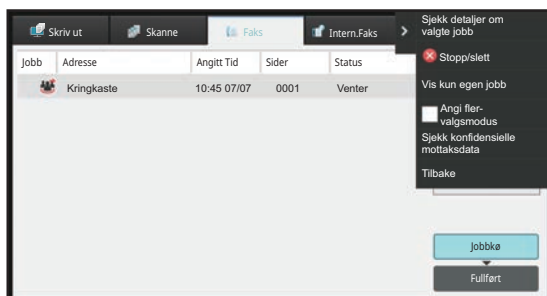 Skriv ut Skanne Faks Intern.Faks
Jobb Adresse Angitt Tid Sider Status
Kringkaste 10:45 07/07 0001 Venter
Sjekk detaljer om
valgte jobb
Stopp/slett
Vis kun egen jobb
Angi fler-
valgsmodus
Sjekk konfidensielle
mottaksdata
Tilbake
Jobbkø
Fullført